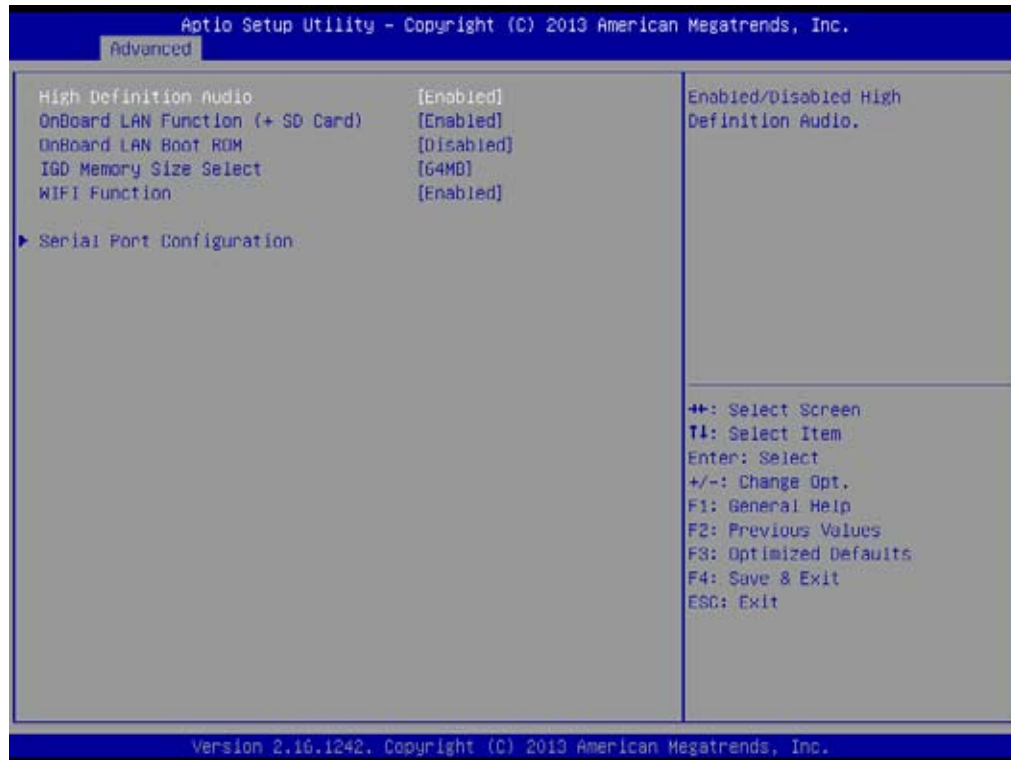 Aptio Setup Utility – Copyright (C) 2013 American Megatrends, Inc.
Advanced
High Definition Audio [Enabled]
OnBoard LAN Function (+ SD Card) [Enabled]
OnBoard LAN Boot ROM [Disabled]
IGD Memory Size Select [64MB]
WIFI Function [Enabled]
▶ Serial Port Configuration
Enabled/Disabled High
Definition Audio.
→←: Select Screen
↑↓: Select Item
Enter: Select
+/-: Change Opt.
F1: General Help
F2: Previous Values
F3: Optimized Defaults
F4: Save & Exit
ESC: Exit
Version 2.16.1242. Copyright (C) 2013 American Megatrends, Inc.